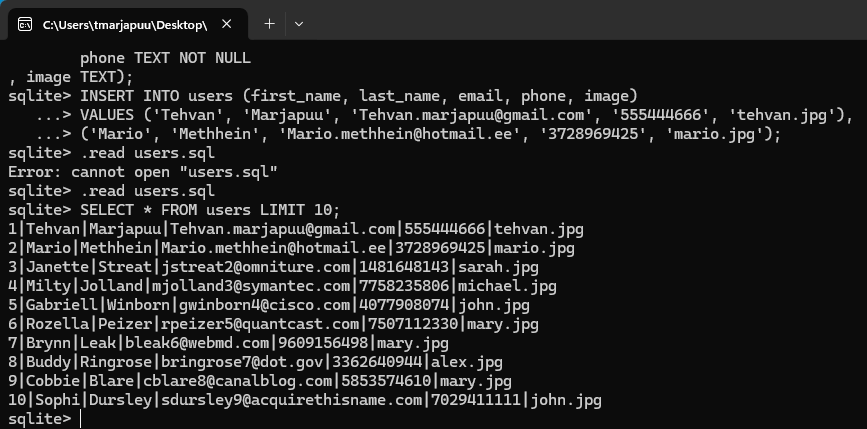 C:\Users\tmarjapuu\Desktop\
phone TEXT NOT NULL
, image TEXT);
sqlite> INSERT INTO users (first_name, last_name, email, phone, image)
...> VALUES ('Tehvan', 'Marjapuu', 'Tehvan.marjapuu@gmail.com', '555444666', 'tehvan.jpg'),
...> ('Mario', 'Methhein', 'Mario.methhein@hotmail.ee', '3728969425', 'mario.jpg');
sqlite> .read users.sql
Error: cannot open "users.sql"
sqlite> .read users.sql
sqlite> SELECT * FROM users LIMIT 10;
1|Tehvan|Marjapuu|Tehvan.marjapuu@gmail.com|555444666|tehvan.jpg
2|Mario|Methhein|Mario.methhein@hotmail.ee|3728969425|mario.jpg
3|Janette|Streat|jstreat2@omniture.com|1481648143|sarah.jpg
4|Milty|Jolland|mjolland3@symantec.com|7758235806|michael.jpg
5|Gabriell|Winborn|gwinborn4@cisco.com|4077908074|john.jpg
6|Rozella|Peizer|rpeizer5@quantcast.com|7507112330|mary.jpg
7|Brynn|Leak|bleak6@webmd.com|9609156498|mary.jpg
8|Buddy|Ringrose|bringrose7@dot.gov|3362640944|alex.jpg
9|Cobbie|Blare|cblare8@canalblog.com|5853574610|mary.jpg
10|Sophi|Dursley|sdursley9@acquirethisname.com|7029411111|john.jpg
sqlite>